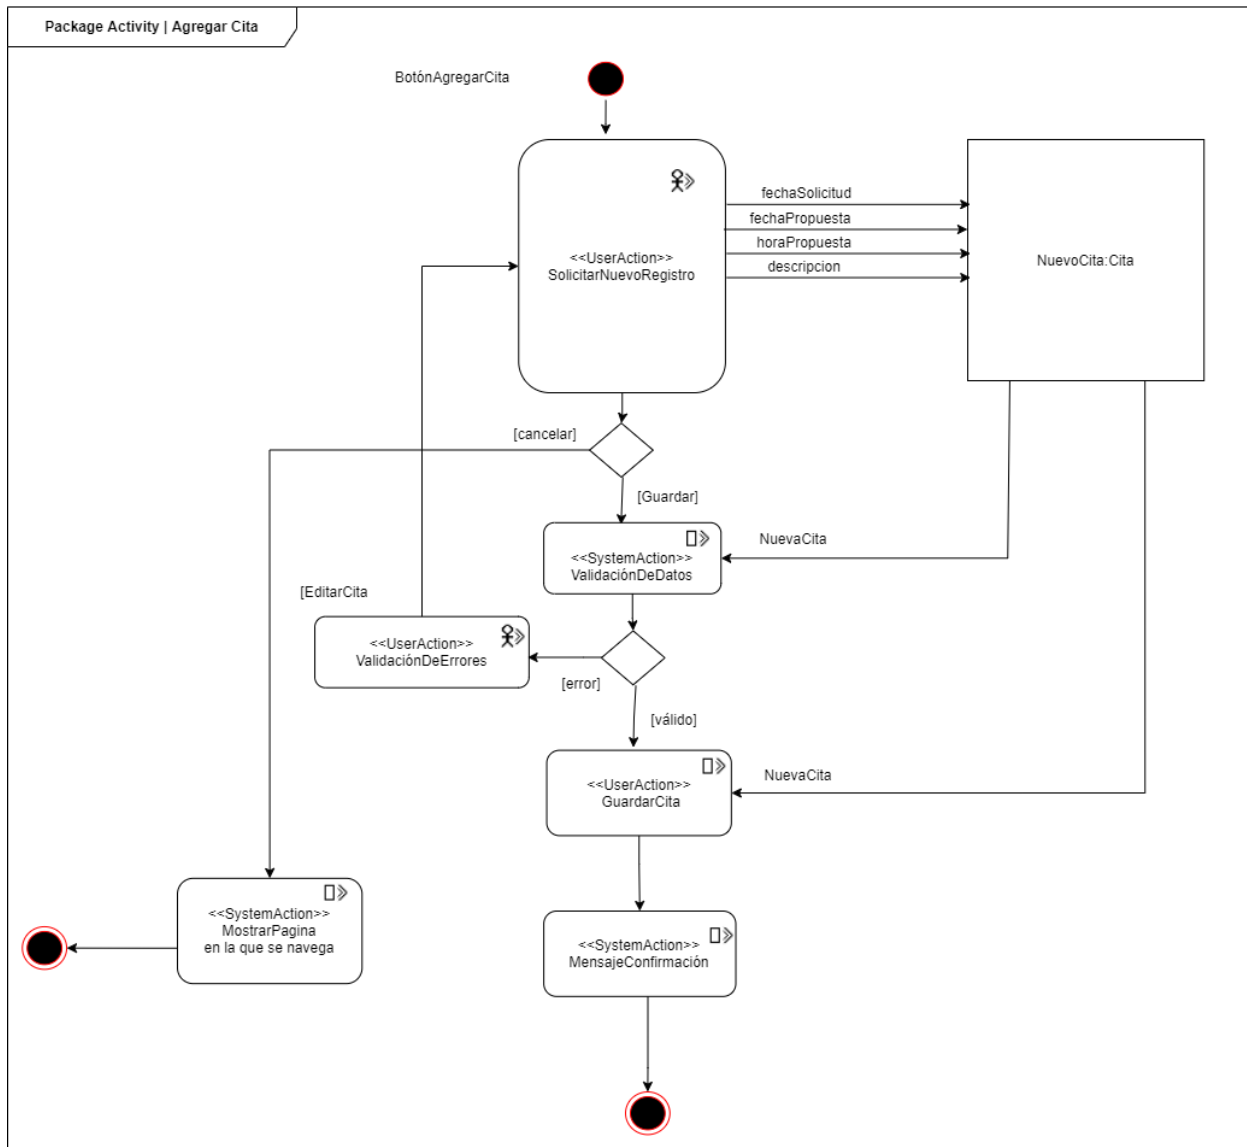 Package Activity | Agregar Cita
BotónAgregarCita
<<UserAction>>
SolicitarNuevoRegistro
fechaSolicitud
fechaPropuesta
horaPropuesta
descripcion
NuevoCita:Cita
[cancelar]
[Guardar]
<<SystemAction>>
ValidaciónDeDatos
NuevaCita
[EditarCita
<<UserAction>>
ValidaciónDeErrores
[error]
[válido]
<<UserAction>>
GuardarCita
NuevaCita
<<SystemAction>>
MostrarPagina
en la que se navega
<<SystemAction>>
MensajeConfirmación